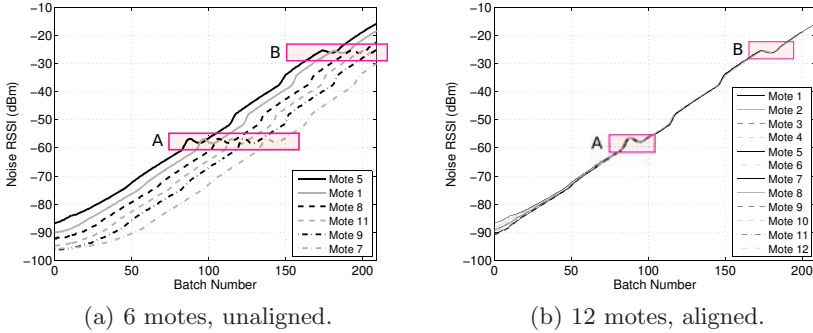 −10
−20
−30
−40
−50
−60
−70
−80
−90
−100
Noise RSSI (dBm)
B
A
Mote 5
Mote 1
Mote 8
Mote 11
Mote 9
Mote 7
0 50 100 150 200
Batch Number
(a) 6 motes, unaligned.
−10
−20
−30
−40
−50
−60
−70
−80
−90
−100
Noise RSSI (dBm)
B
A
Mote 1
Mote 2
Mote 3
Mote 4
Mote 5
Mote 6
Mote 7
Mote 8
Mote 9
Mote 10
Mote 11
Mote 12
0 50 100 150 200
Batch Number
(b) 12 motes, aligned.